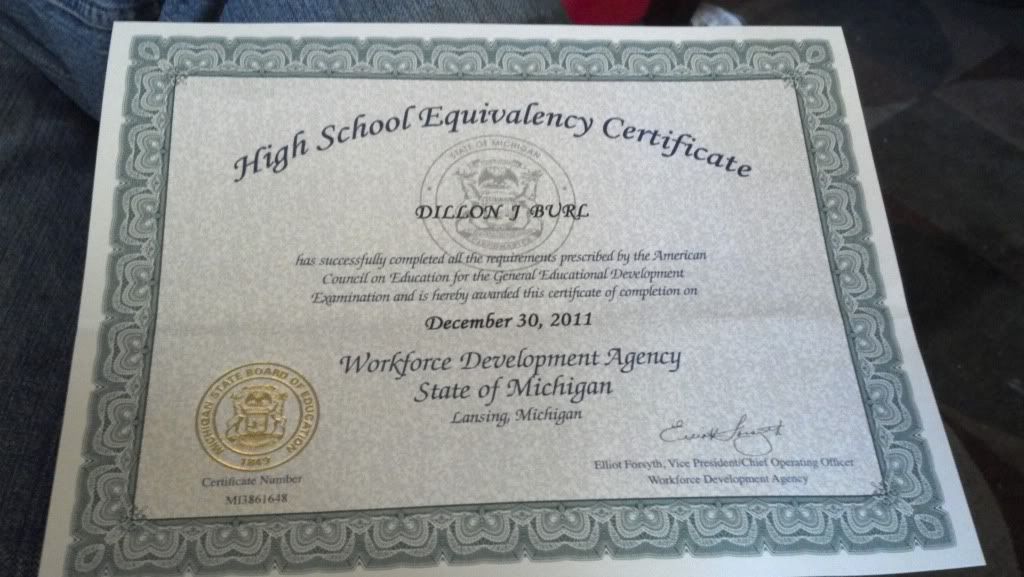 High School Equivalency Certificate
STATE OF MICHIGAN
DILLON J BURL
has successfully completed all the requirements prescribed by the American
Council on Education for the General Educational Development
Examination and is hereby awarded this certificate of completion on
December 30, 2011
Workforce Development Agency
State of Michigan
Lansing, Michigan
MICHIGAN STATE BOARD OF EDUCATION
1849
Certificate Number
MI3861648
Elliot Forsyth, Vice President/Chief Operating Officer
Workforce Development Agency